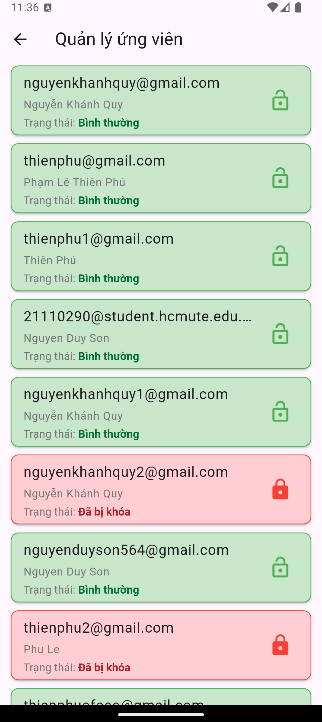 11:36
Quản lý ứng viên
nguyenkhanhquy@gmail.com
Nguyễn Khánh Quy
Trạng thái: Bình thường
thienphu@gmail.com
Phạm Lê Thiên Phú
Trạng thái: Bình thường
thienphu1@gmail.com
Thiên Phú
Trạng thái: Bình thường
21110290@student.hcmute.edu....
Nguyen Duy Son
Trạng thái: Bình thường
nguyenkhanhquy1@gmail.com
Nguyễn Khánh Quy
Trạng thái: Bình thường
nguyenkhanhquy2@gmail.com
Nguyễn Khánh Quy
Trạng thái: Đã bị khóa
nguyenduyson564@gmail.com
Nguyen Duy Son
Trạng thái: Bình thường
thienphu2@gmail.com
Phu Le
Trạng thái: Đã bị khóa